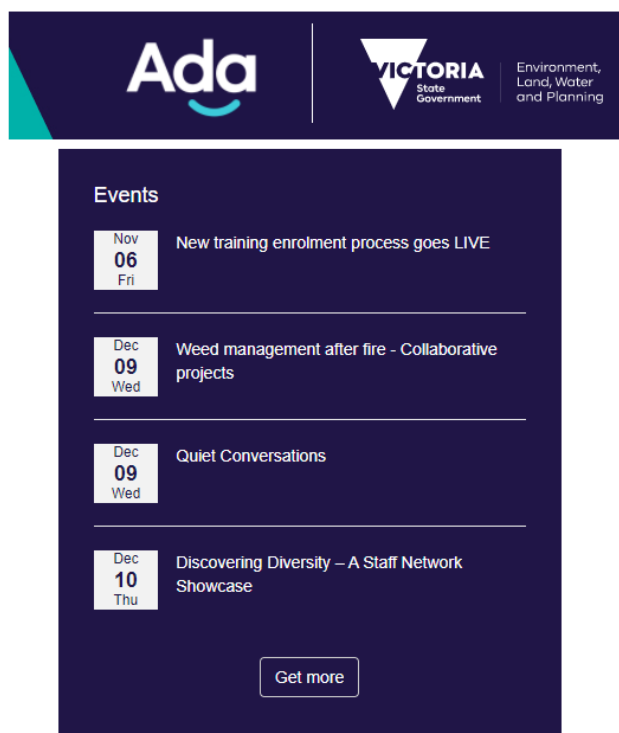 Ada
VICTORIA
State
Government
Environment,
Land, Water
and Planning
Events
Nov
06
Fri
New training enrolment process goes LIVE
Dec
09
Wed
Weed management after fire - Collaborative
projects
Dec
09
Wed
Quiet Conversations
Dec
10
Thu
Discovering Diversity – A Staff Network
Showcase
Get more